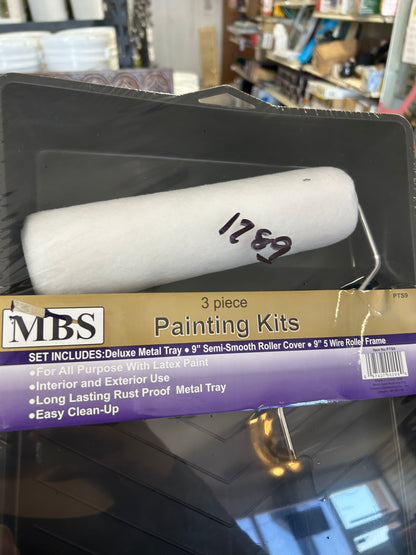 1289
3 piece
PTS9
MBS
Painting Kits
SET INCLUDES:Deluxe Metal Tray • 9" Semi-Smooth Roller Cover • 9" 5 Wire Roller Frame
•For All Purpose With Latex Paint
•Interior and Exterior Use
•Long Lasting Rust Proof Metal Tray
•Easy Clean-Up